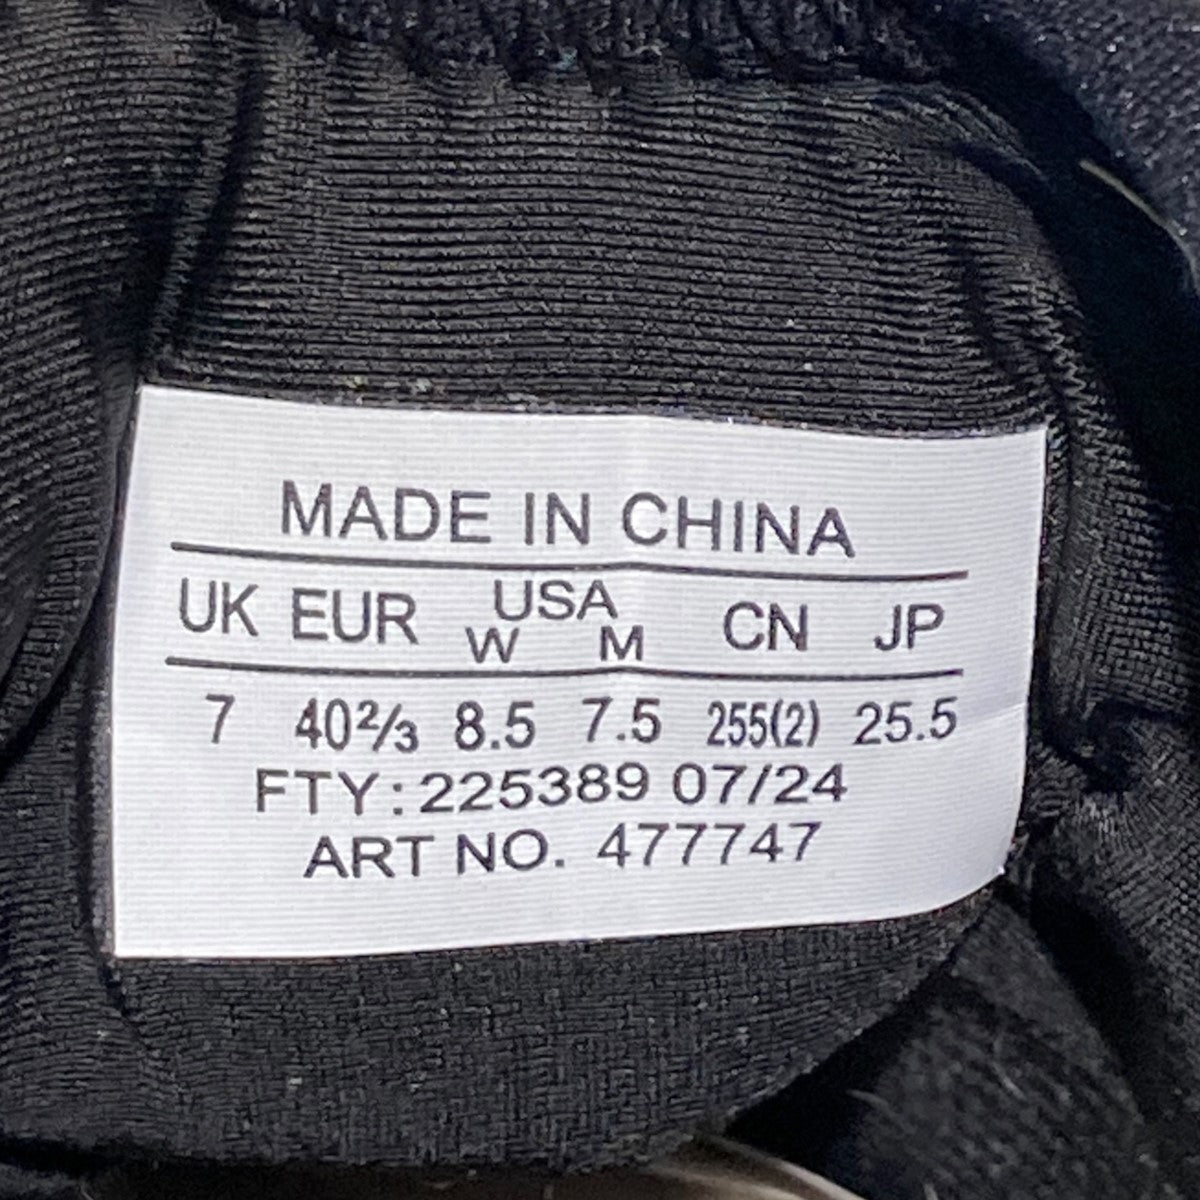 MADE IN CHINA
UK EUR USA CN JP
W M
7 40⅔ 8.5 7.5 255(2) 25.5
FTY: 225389 07/24
ART NO. 477747